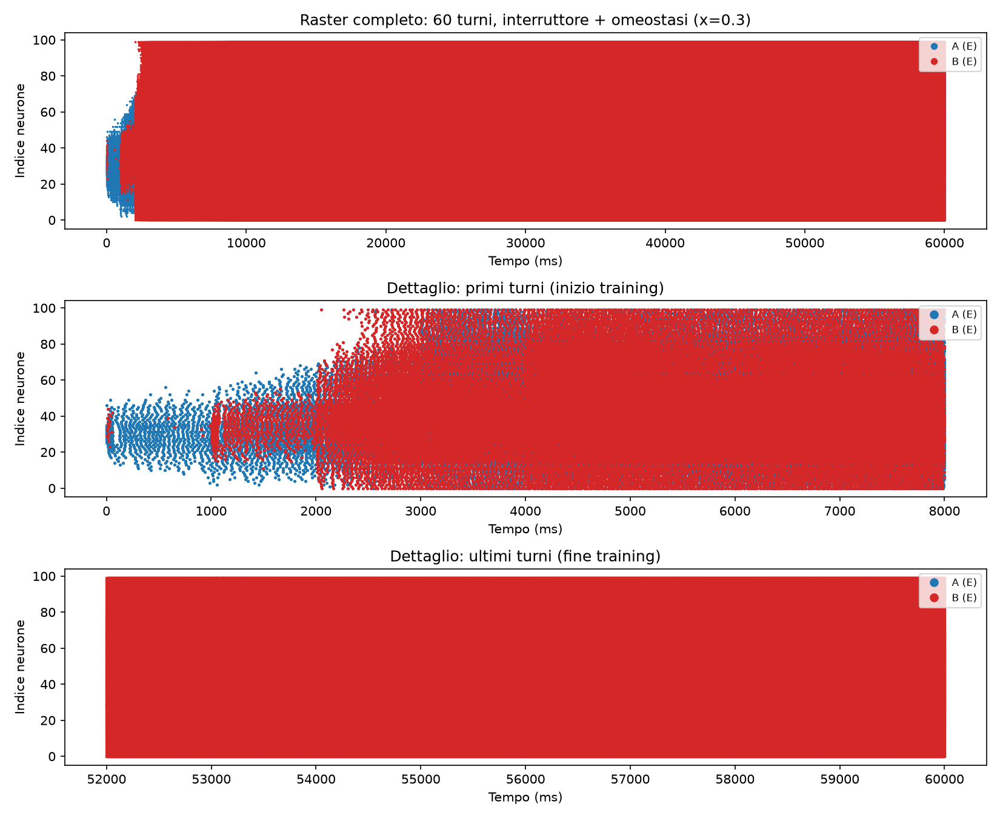 Raster completo: 60 turni, interruttore + omeostasi (x=0.3)
100
80
60
40
20
0
Indice neurone
A (E)
B (E)
0 10000 20000 30000 40000 50000 60000
Tempo (ms)
Dettaglio: primi turni (inizio training)
100
80
60
40
20
0
Indice neurone
A (E)
B (E)
0 1000 2000 3000 4000 5000 6000 7000 8000
Tempo (ms)
Dettaglio: ultimi turni (fine training)
100
80
60
40
20
0
Indice neurone
A (E)
B (E)
52000 53000 54000 55000 56000 57000 58000 59000 60000
Tempo (ms)